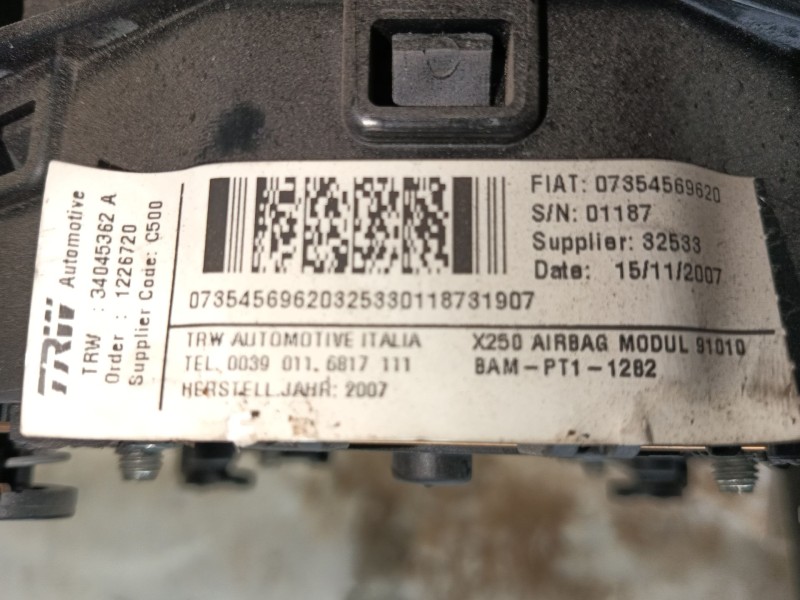 TRW Automotive
TRW : 34045362 A
Order : 1226720
Supplier Code: C500
FIAT: 07354569620
S/N: 01187
Supplier: 32533
Date: 15/11/2007
07354569620325330118731907
TRW AUTOMOTIVE ITALIA
TEL. 0039 011. 6817 111
HERSTELL.JAHR: 2007
X250 AIRBAG MODUL 91010
BAM-PT1-1282